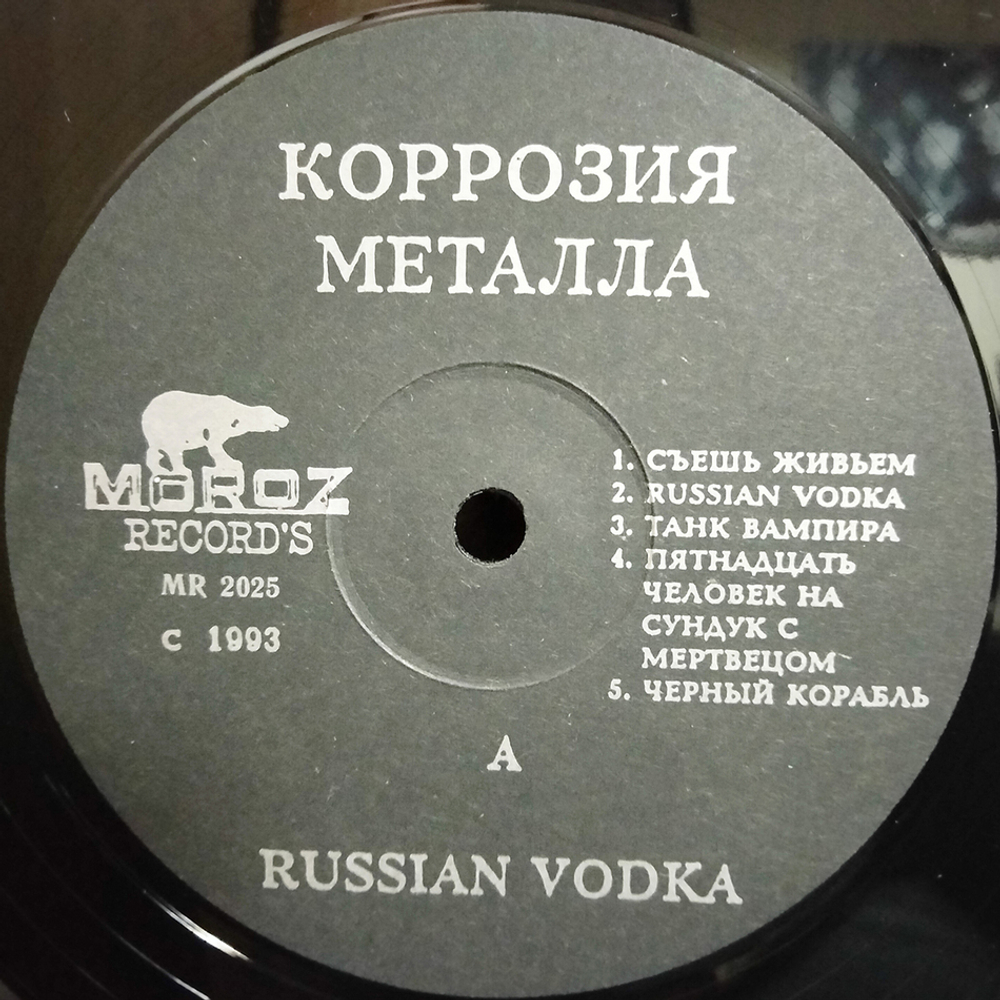 КОРРОЗИЯ
МЕТАЛЛА
MOROZ
RECORD'S
MR 2025
C 1993
1. СЪЕШЬ ЖИВЬЕМ
2. RUSSIAN VODKA
3. ТАНК ВАМПИРА
4. ПЯТНАДЦАТЬ
ЧЕЛОВЕК НА
СУНДУК С
МЕРТВЕЦОМ
5. ЧЕРНЫЙ КОРАБЛЬ
A
RUSSIAN VODKA